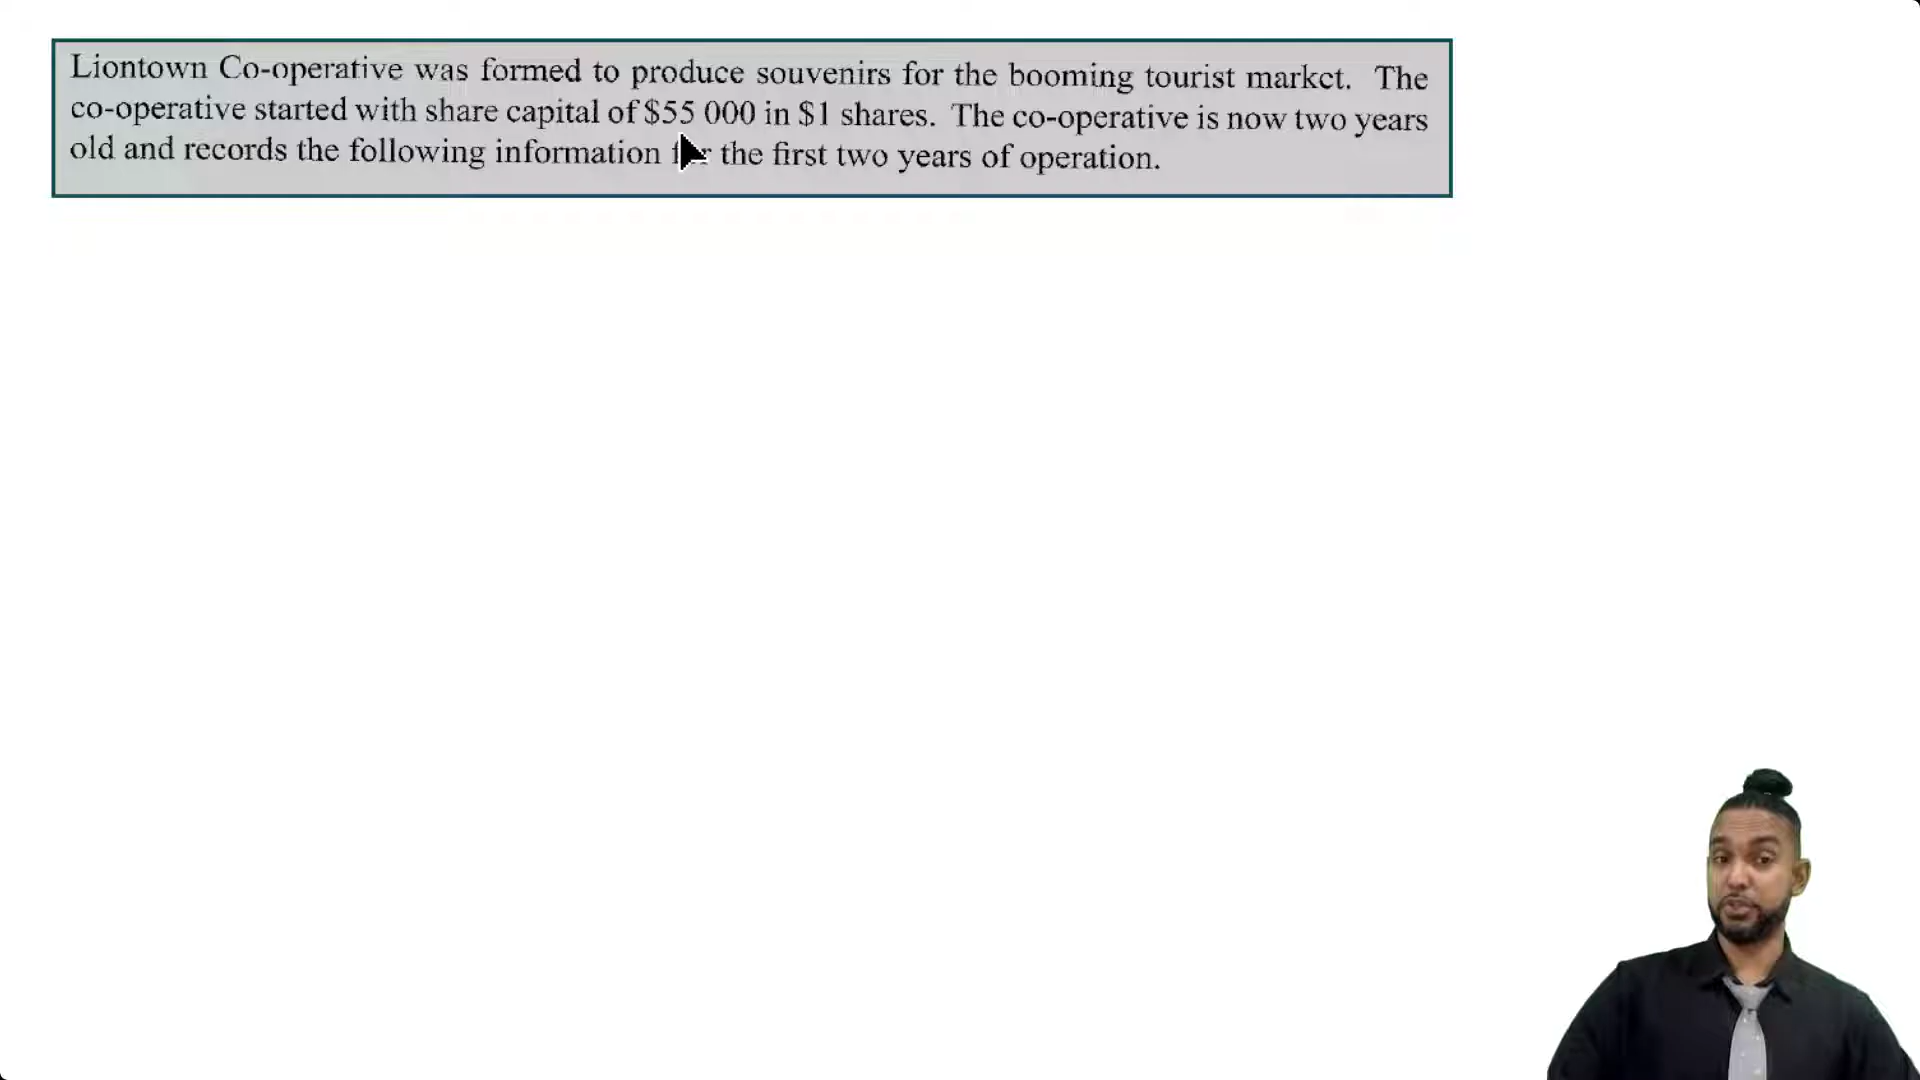 Liontown Co-operative was formed to produce souvenirs for the booming tourist market. The
co-operative started with share capital of $55 000 in $1 shares. The co-operative is now two years
old and records the following information the first two years of operation.